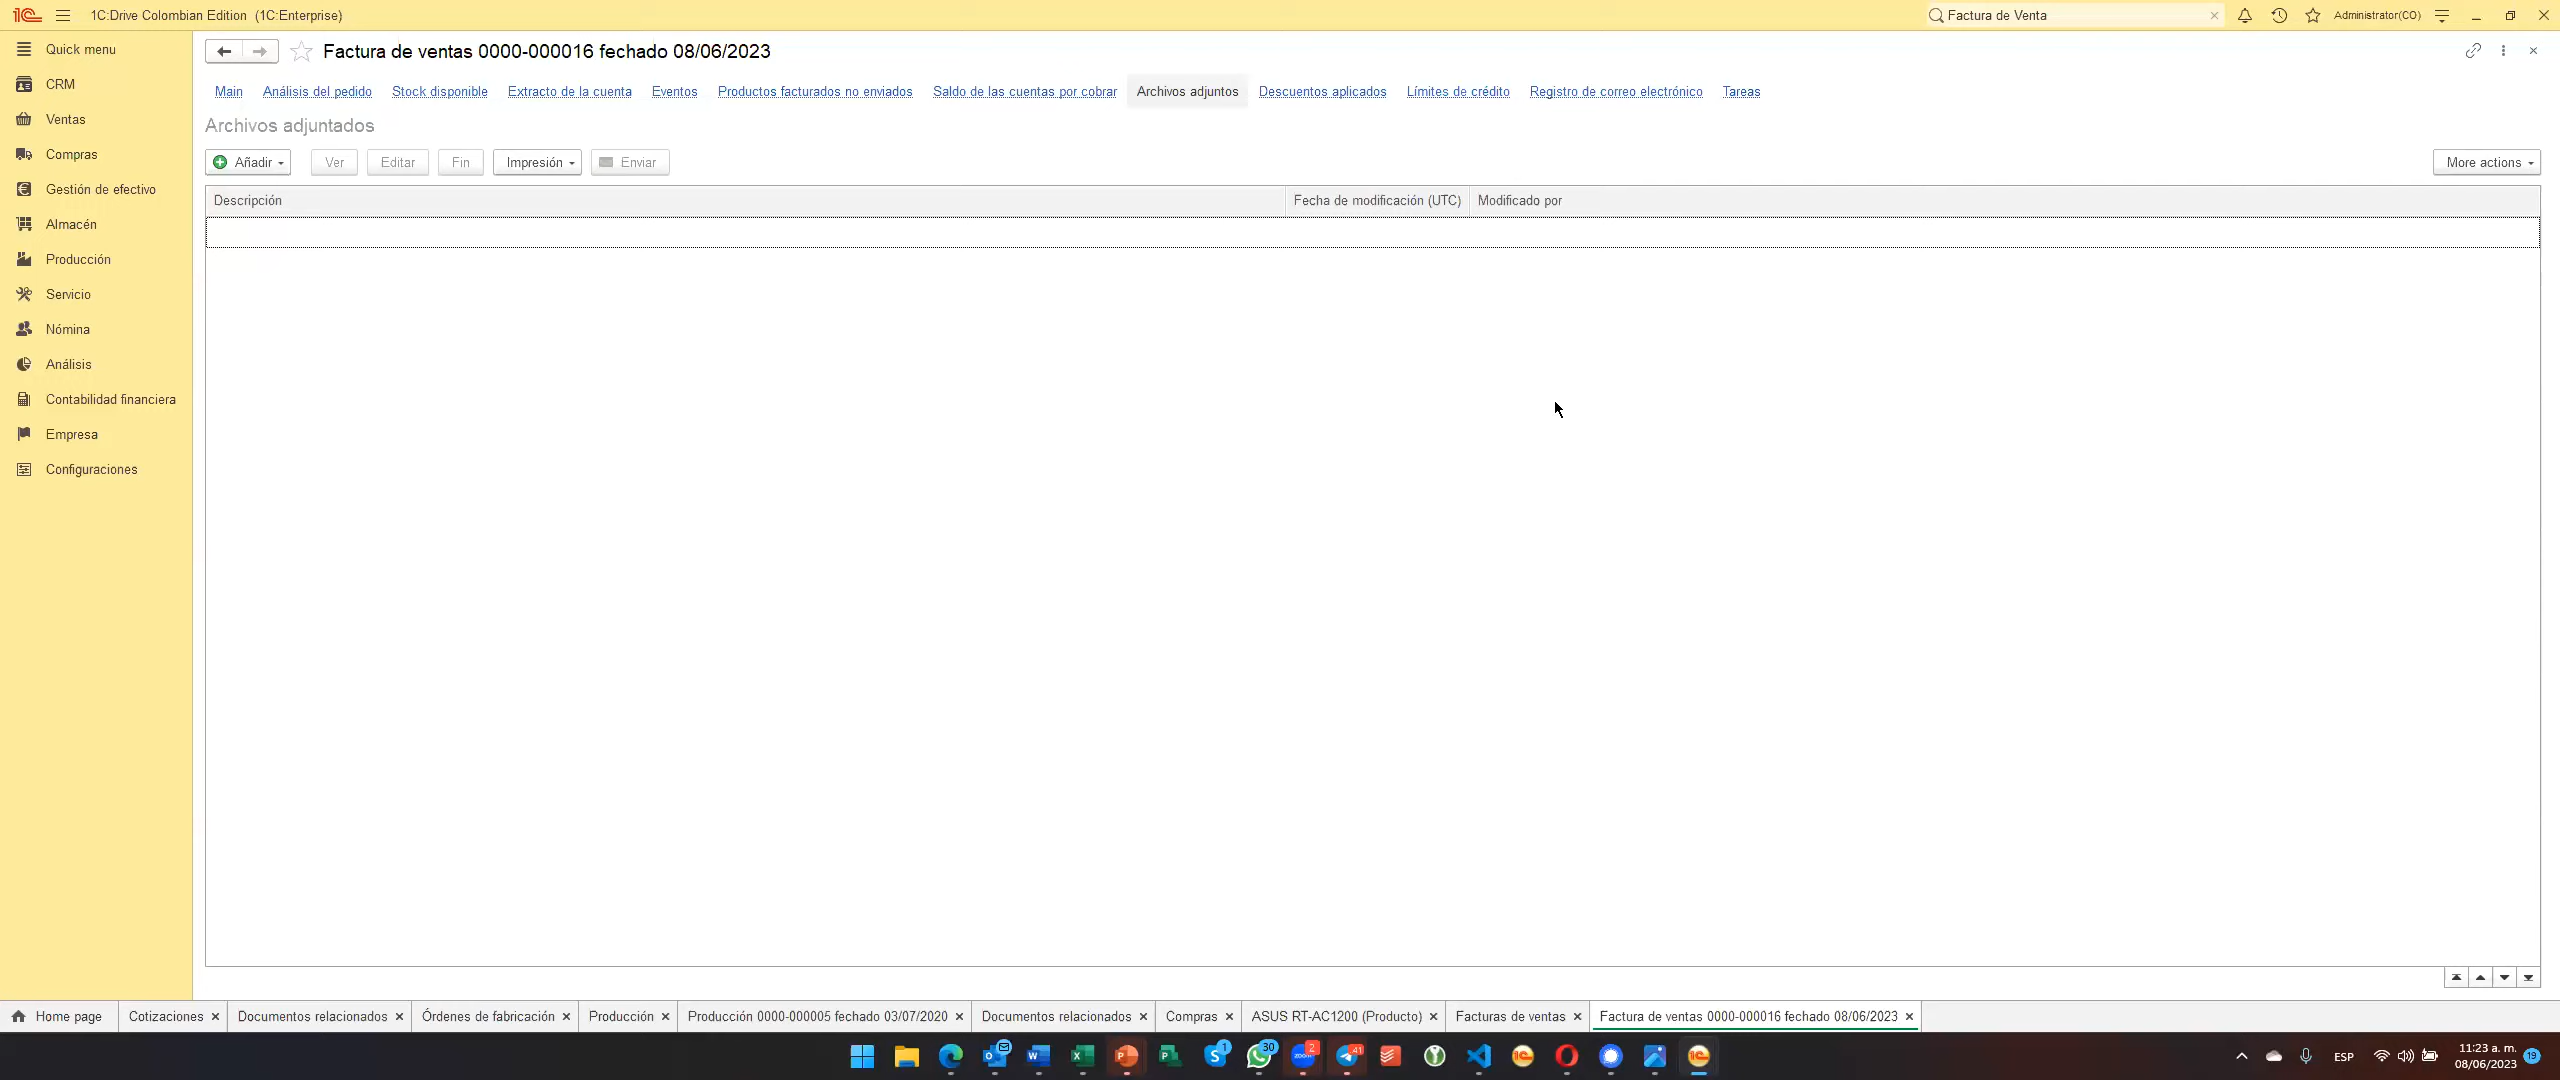 1C:Drive Colombian Edition (1C:Enterprise)
Factura de Venta
Administrator(CO)
Quick menu
CRM
Ventas
Compras
Gestión de efectivo
Almacén
Producción
Servicio
Nómina
Análisis
Contabilidad financiera
Empresa
Configuraciones
Factura de ventas 0000-000016 fechado 08/06/2023
Main Análisis del pedido Stock disponible Extracto de la cuenta Eventos Productos facturados no enviados Saldo de las cuentas por cobrar Archivos adjuntos Descuentos aplicados Límites de crédito Registro de correo electrónico Tareas
Archivos adjuntados
Añadir Ver Editar Fin Impresión Enviar More actions
Descripción Fecha de modificación (UTC) Modificado por
Home page Cotizaciones Documentos relacionados Órdenes de fabricación Producción Producción 0000-000005 fechado 03/07/2020 Documentos relacionados Compras ASUS RT-AC1200 (Producto) Facturas de ventas Factura de ventas 0000-000016 fechado 08/06/2023
1 30 2 41
ESP
11:23 a. m.
08/06/2023
19